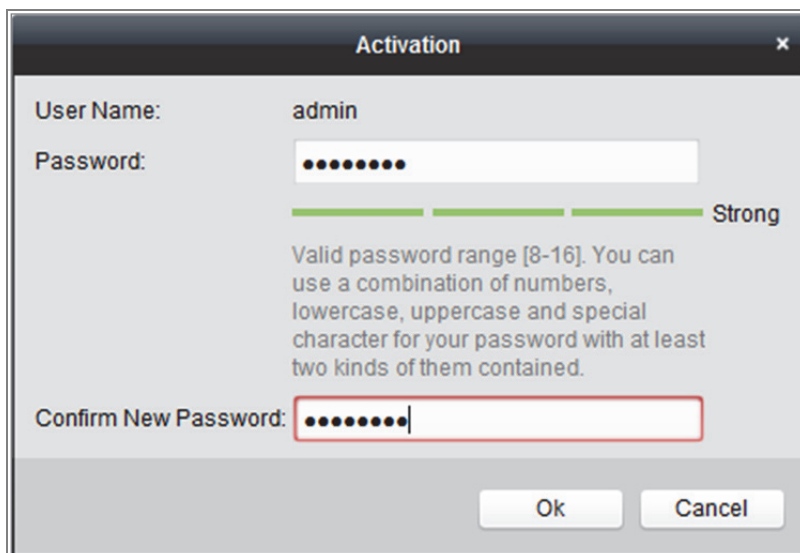 Activation ×
User Name: admin
Password: ●●●●●●●●
Strong
Valid password range [8-16]. You can
use a combination of numbers,
lowercase, uppercase and special
character for your password with at least
two kinds of them contained.
Confirm New Password: ●●●●●●●●
Ok Cancel